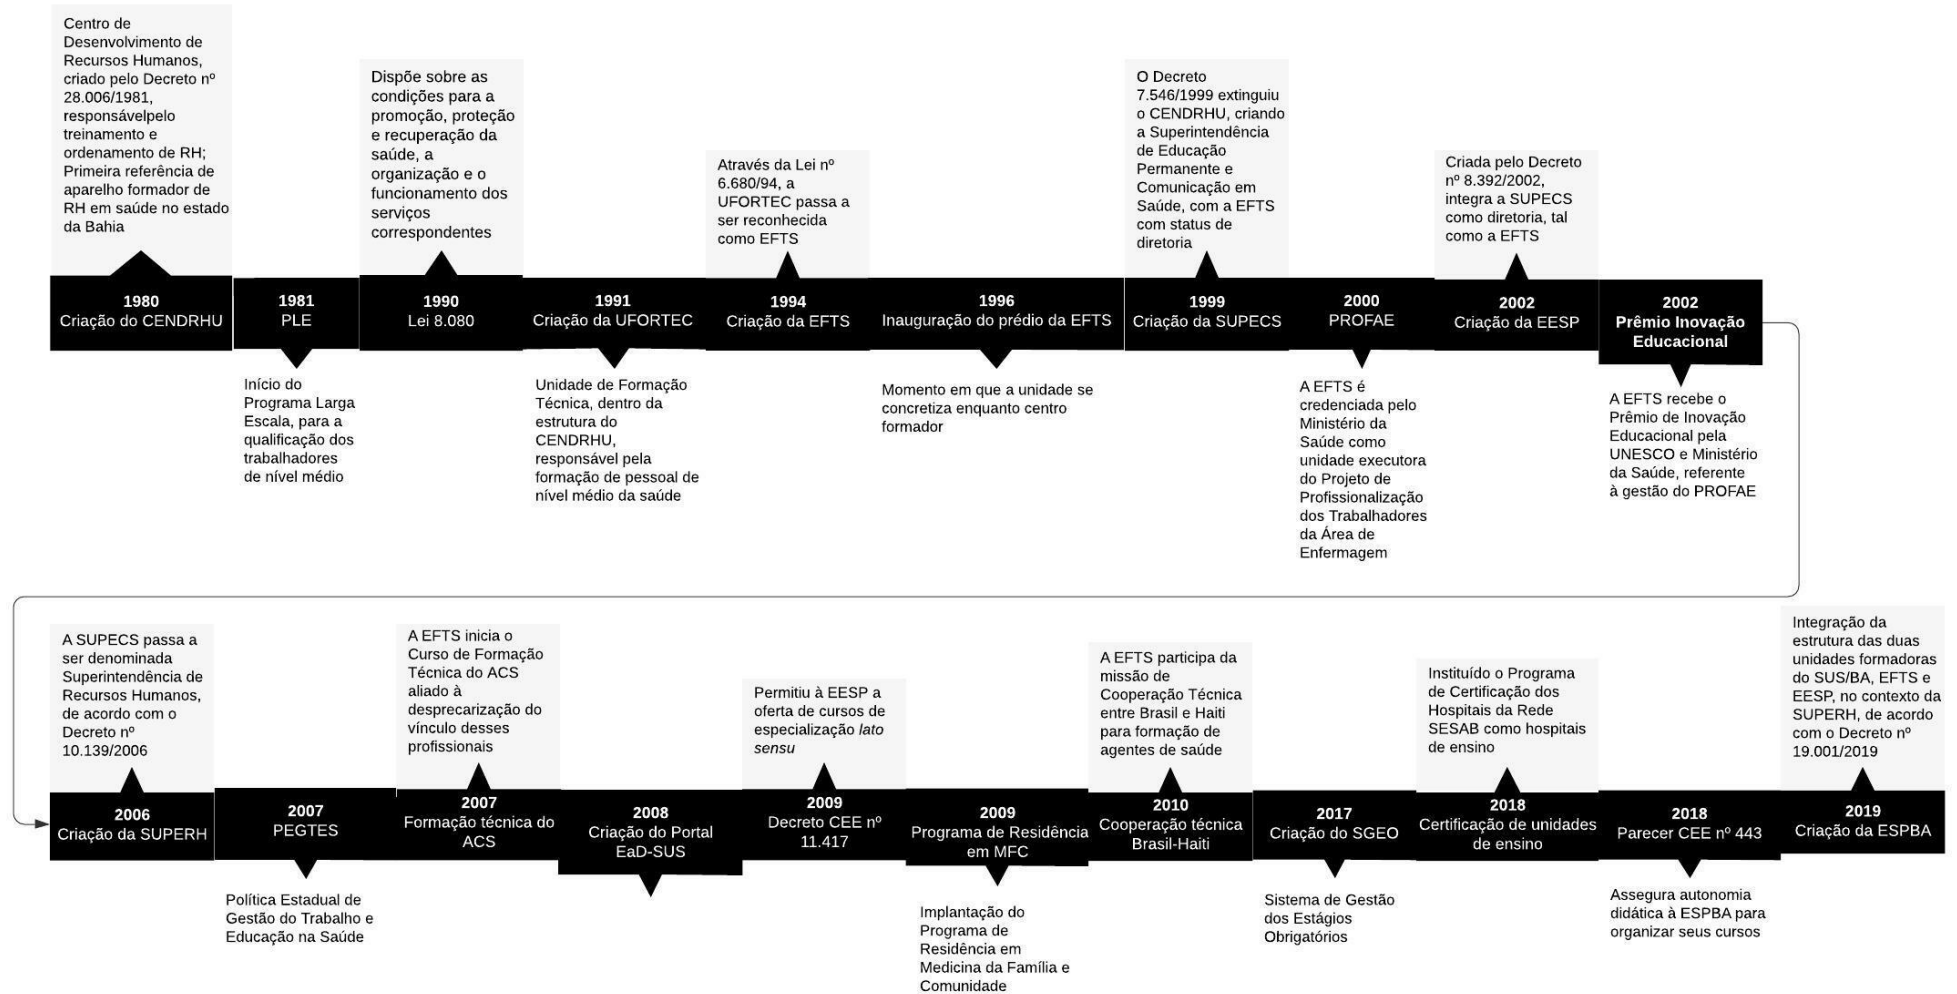 Centro de
Desenvolvimento de
Recursos Humanos,
criado pelo Decreto nº
28.006/1981,
responsávelpelo
treinamento e
ordenamento de RH;
Primeira referência de
aparelho formador de
RH em saúde no estado
da Bahia
1980
Criação do CENDRHU
1981
PLE
Início do
Programa Larga
Escala, para a
qualificação dos
trabalhadores
de nível médio
Dispõe sobre as
condições para a
promoção, proteção
e recuperação da
saúde, a
organização e o
funcionamento dos
serviços
correspondentes
1990
Lei 8.080
1991
Criação da UFORTEC
Unidade de Formação
Técnica, dentro da
estrutura do
CENDRHU,
responsável pela
formação de pessoal de
nível médio da saúde
Através da Lei nº
6.680/94, a
UFORTEC passa a
ser reconhecida
como EFTS
1994
Criação da EFTS
1996
Inauguração do prédio da EFTS
Momento em que a unidade se
concretiza enquanto centro
formador
O Decreto
7.546/1999 extinguiu
o CENDRHU, criando
a Superintendência
de Educação
Permanente e
Comunicação em
Saúde, com a EFTS
com status de
diretoria
1999
Criação da SUPECS
2000
PROFAE
A EFTS é
credenciada pelo
Ministério da
Saúde como
unidade executora
do Projeto de
Profissionalização
dos Trabalhadores
da Área de
Enfermagem
Criada pelo Decreto
nº 8.392/2002,
integra a SUPECS
como diretoria, tal
como a EFTS
2002
Criação da EESP
2002
Prêmio Inovação
Educacional
A EFTS recebe o
Prêmio de Inovação
Educacional pela
UNESCO e Ministério
da Saúde, referente
à gestão do PROFAE
A SUPECS passa a
ser denominada
Superintendência de
Recursos Humanos,
de acordo com o
Decreto nº
10.139/2006
2006
Criação da SUPERH
2007
PEGTES
Política Estadual de
Gestão do Trabalho e
Educação na Saúde
A EFTS inicia o
Curso de Formação
Técnica do ACS
aliado à
desprecarização do
vínculo desses
profissionais
2007
Formação técnica do
ACS
2008
Criação do Portal
EaD-SUS
Permitiu à EESP a
oferta de cursos de
especialização lato
sensu
2009
Decreto CEE nº
11.417
2009
Programa de Residência
em MFC
Implantação do
Programa de
Residência em
Medicina da Família e
Comunidade
A EFTS participa da
missão de
Cooperação Técnica
entre Brasil e Haiti
para formação de
agentes de saúde
2010
Cooperação técnica
Brasil-Haiti
2017
Criação do SGEO
Sistema de Gestão
dos Estágios
Obrigatórios
Instituído o Programa
de Certificação dos
Hospitais da Rede
SESAB como hospitais
de ensino
2018
Certificação de unidades
de ensino
2018
Parecer CEE nº 443
Assegura autonomia
didática à ESPBA para
organizar seus cursos
Integração da
estrutura das duas
unidades formadoras
do SUS/BA, EFTS e
EESP, no contexto da
SUPERH, de acordo
com o Decreto nº
19.001/2019
2019
Criação da ESPBA